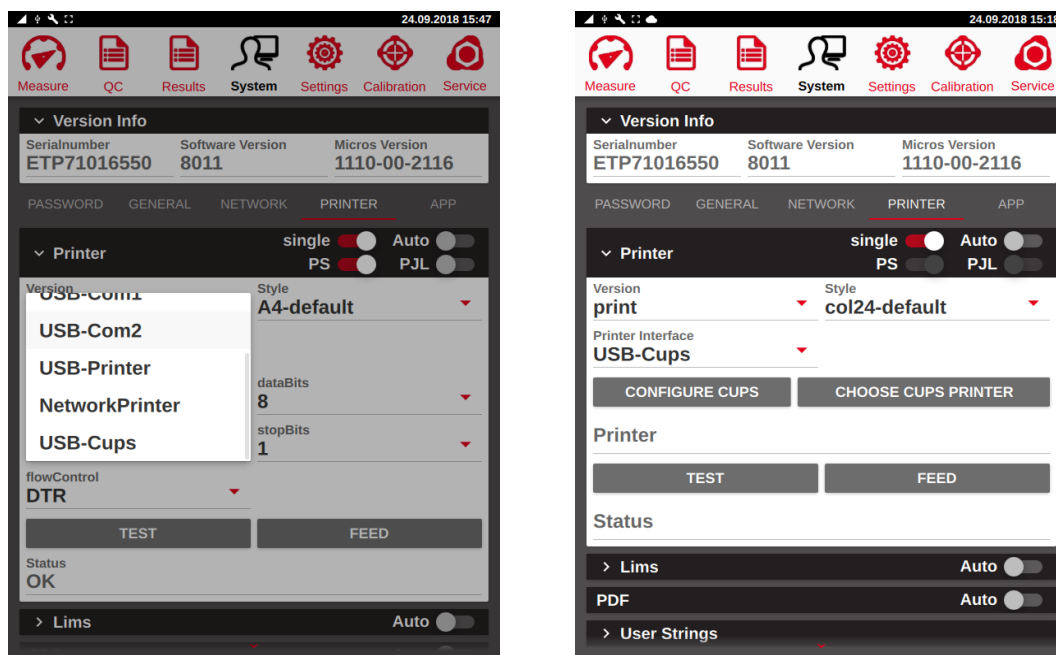 24.09.2018 15:47
Measure QC Results System Settings Calibration Service
Version Info
Serialnumber Software Version Micros Version
ETP71016550 8011 1110-00-2116
PASSWORD GENERAL NETWORK PRINTER APP
Printer single Auto
PS PJL
Version Style
USB-Com1 A4-default
USB-Com2
USB-Printer
NetworkPrinter
USB-Cups
dataBits
8
stopBits
1
flowControl
DTR
TEST FEED
Status
OK
Lims Auto
24.09.2018 15:18
Measure QC Results System Settings Calibration Service
Version Info
Serialnumber Software Version Micros Version
ETP71016550 8011 1110-00-2116
PASSWORD GENERAL NETWORK PRINTER APP
Printer single Auto
PS PJL
Version Style
print col24-default
Printer Interface
USB-Cups
CONFIGURE CUPS CHOOSE CUPS PRINTER
Printer
TEST FEED
Status
Lims Auto
PDF Auto
User Strings